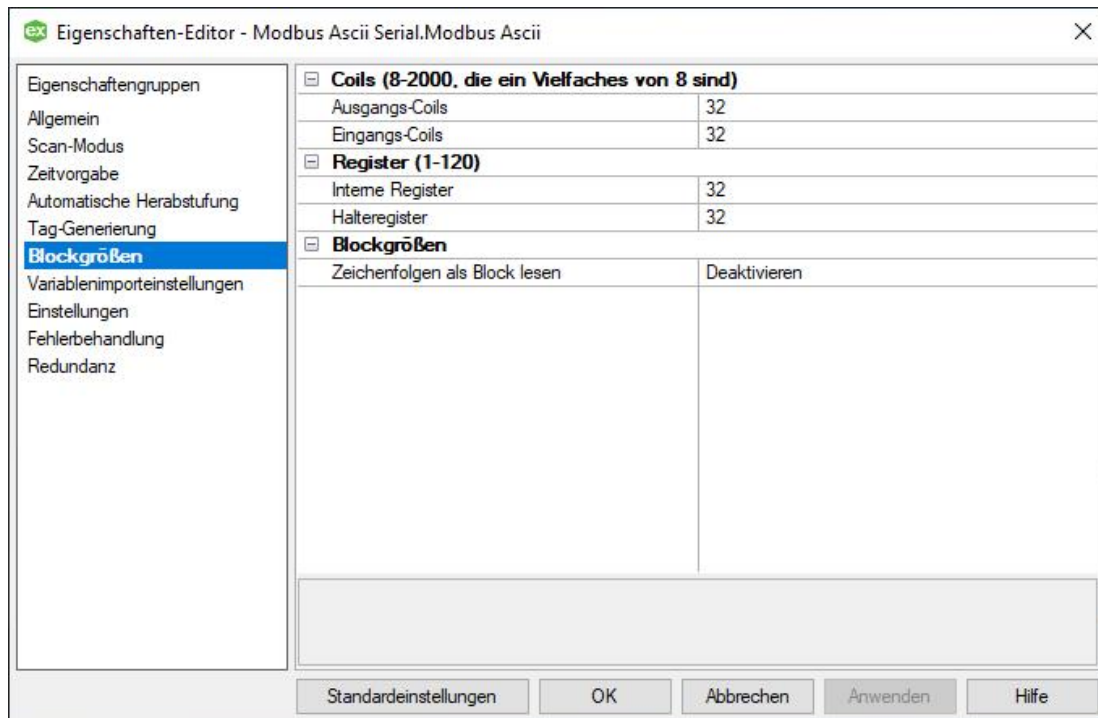 ex Eigenschaften-Editor - Modbus Ascii Serial.Modbus Ascii
Eigenschaftengruppen
Allgemein
Scan-Modus
Zeitvorgabe
Automatische Herabstufung
Tag-Generierung
Blockgrößen
Variablenimporteinstellungen
Einstellungen
Fehlerbehandlung
Redundanz
Coils (8-2000, die ein Vielfaches von 8 sind)
Ausgangs-Coils 32
Eingangs-Coils 32
Register (1-120)
Interne Register 32
Halteregister 32
Blockgrößen
Zeichenfolgen als Block lesen Deaktivieren
Standardeinstellungen OK Abbrechen Anwenden Hilfe